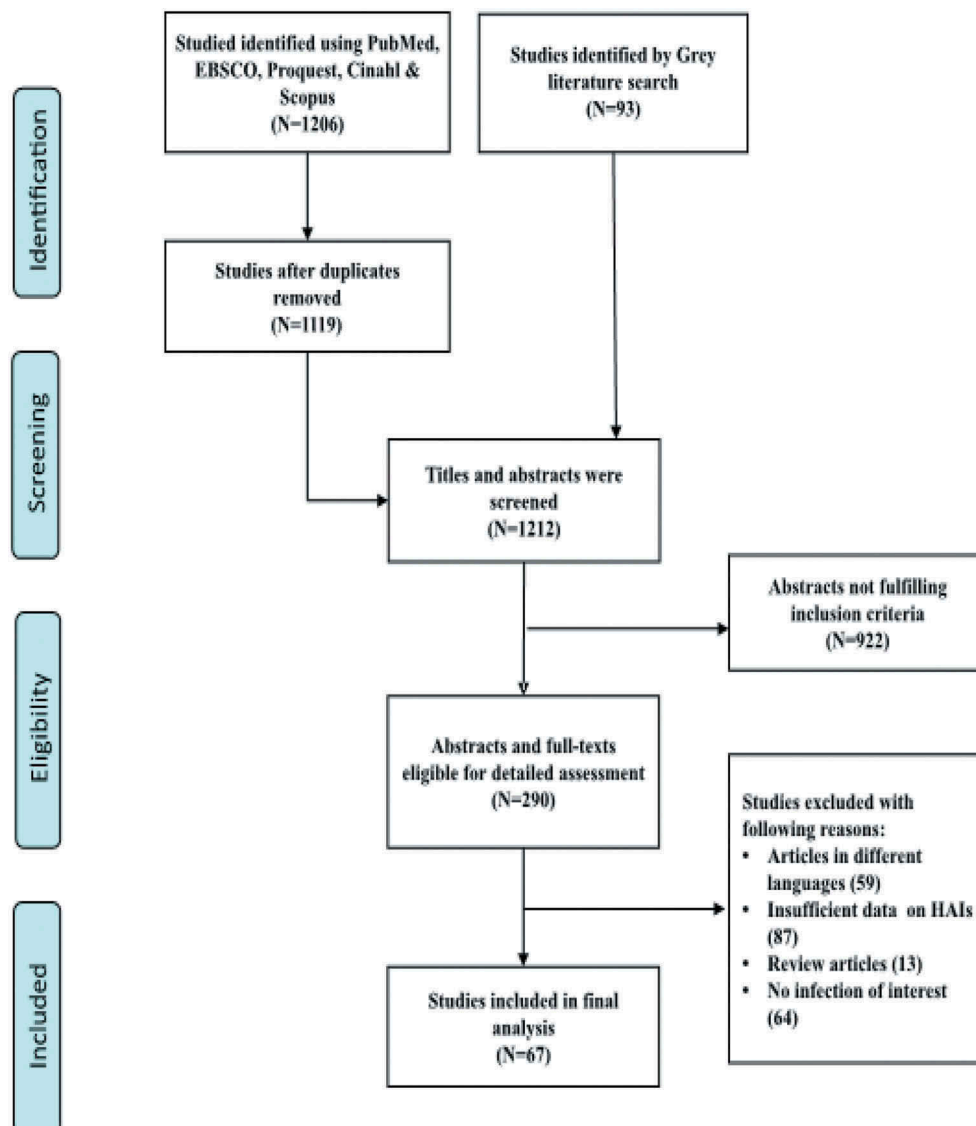 Studied identified using PubMed,
EBSCO, Proquest, Cinahl &
Scopus
(N=1206)
Studies identified by Grey
literature search
(N=93)
Identification
Studies after duplicates
removed
(N=1119)
Screening
Titles and abstracts were
screened
(N=1212)
Abstracts not fulfilling
inclusion criteria
(N=922)
Eligibility
Abstracts and full-texts
eligible for detailed assessment
(N=290)
Studies excluded with
following reasons:
• Articles in different
languages (59)
• Insufficient data on HAIs
(87)
• Review articles (13)
• No infection of interest
(64)
Included
Studies included in final
analysis
(N=67)